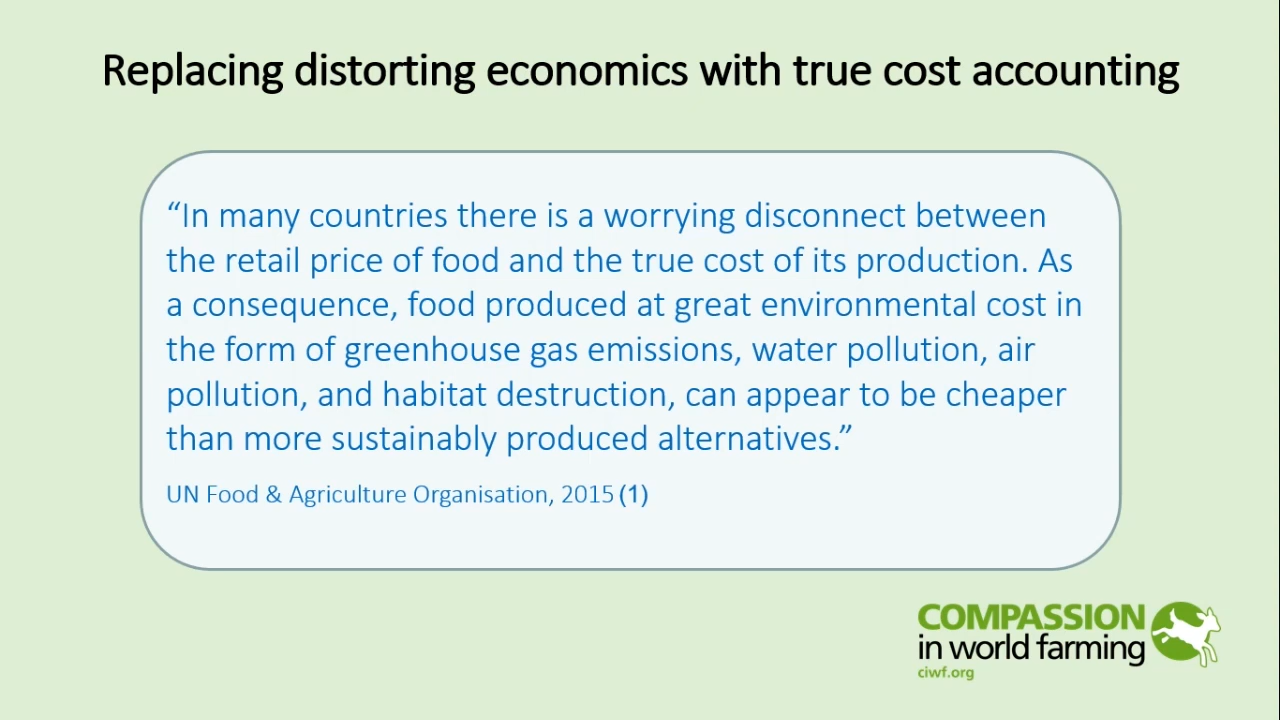 Replacing distorting economics with true cost accounting
“In many countries there is a worrying disconnect between
the retail price of food and the true cost of its production. As
a consequence, food produced at great environmental cost in
the form of greenhouse gas emissions, water pollution, air
pollution, and habitat destruction, can appear to be cheaper
than more sustainably produced alternatives.”
UN Food & Agriculture Organisation, 2015 (1)
COMPASSION
in world farming
ciwf.org